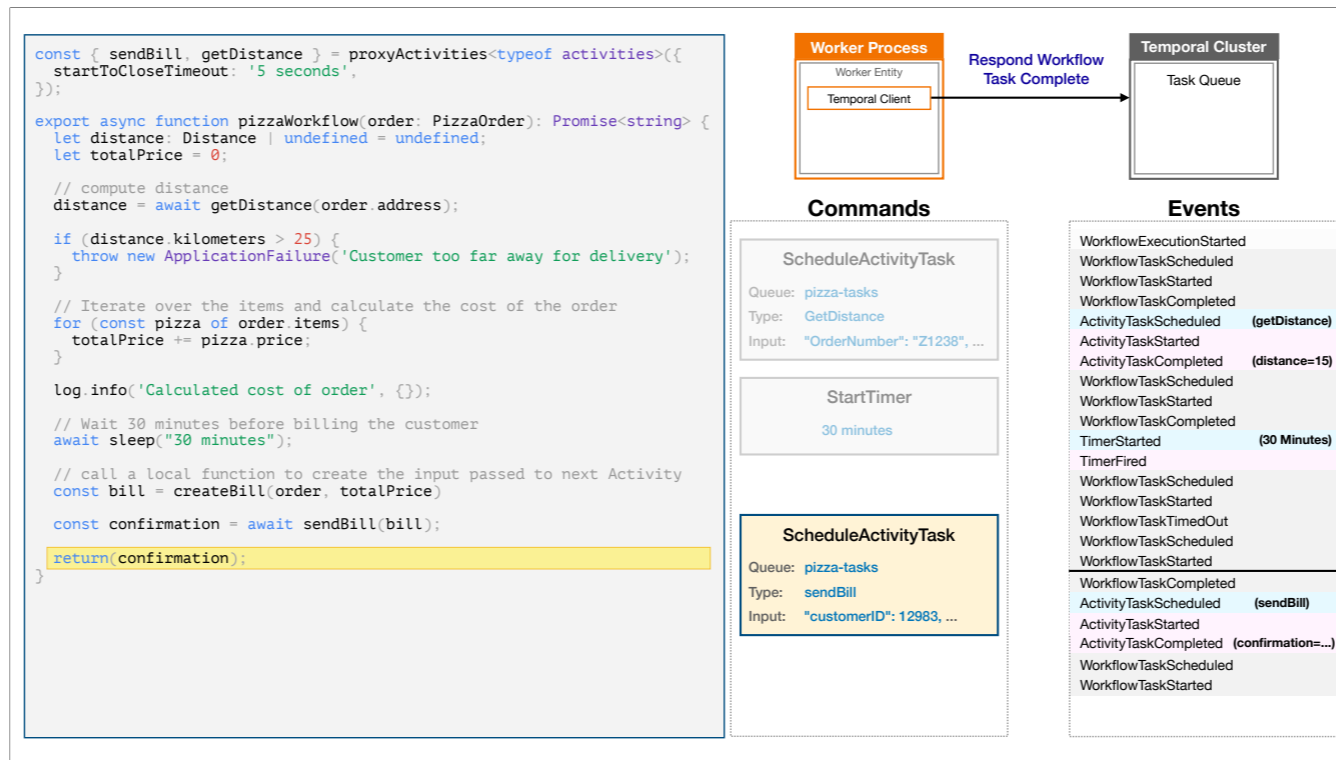 const { sendBill, getDistance } = proxyActivities<typeof activities>({
  startToCloseTimeout: '5 seconds',
});
export async function pizzaWorkflow(order: PizzaOrder): Promise<string> {
  let distance: Distance | undefined = undefined;
  let totalPrice = 0;
  // compute distance
  distance = await getDistance(order.address);
  if (distance.kilometers > 25) {
    throw new ApplicationFailure('Customer too far away for delivery');
  }
  // Iterate over the items and calculate the cost of the order
  for (const pizza of order.items) {
    totalPrice += pizza.price;
  }
  log.info('Calculated cost of order', {});
  // Wait 30 minutes before billing the customer
  await sleep("30 minutes");
  // call a local function to create the input passed to next Activity
  const bill = createBill(order, totalPrice)
  const confirmation = await sendBill(bill);
  return(confirmation);
}
Worker Process
Worker Entity
Temporal Client
Respond Workflow
Task Complete
Temporal Cluster
Task Queue
Commands
ScheduleActivityTask
Queue: pizza-tasks
Type: GetDistance
Input: "OrderNumber": "Z1238", ...
StartTimer
30 minutes
ScheduleActivityTask
Queue: pizza-tasks
Type: sendBill
Input: "customerID": 12983, ...
Events
WorkflowExecutionStarted
WorkflowTaskScheduled
WorkflowTaskStarted
WorkflowTaskCompleted
ActivityTaskScheduled (getDistance)
ActivityTaskStarted
ActivityTaskCompleted (distance=15)
WorkflowTaskScheduled
WorkflowTaskStarted
WorkflowTaskCompleted
TimerStarted (30 Minutes)
TimerFired
WorkflowTaskScheduled
WorkflowTaskStarted
WorkflowTaskTimedOut
WorkflowTaskScheduled
WorkflowTaskStarted
WorkflowTaskCompleted
ActivityTaskScheduled (sendBill)
ActivityTaskStarted
ActivityTaskCompleted (confirmation=...)
WorkflowTaskScheduled
WorkflowTaskStarted